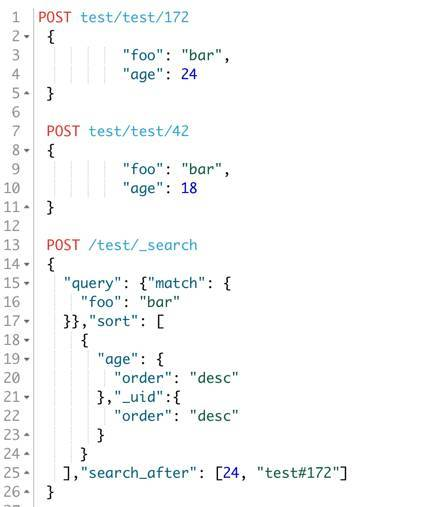 1 POST test/test/172
2 {
3 "foo": "bar",
4 "age": 24
5 }
6
7 POST test/test/42
8 {
9 "foo": "bar",
10 "age": 18
11 }
12
13 POST /test/_search
14 {
15 "query": {"match": {
16 "foo": "bar"
17 }},"sort": [
18 {
19 "age": {
20 "order": "desc"
21 },"_uid":{
22 "order": "desc"
23 }
24 }
25 ],"search_after": [24, "test#172"]
26 }